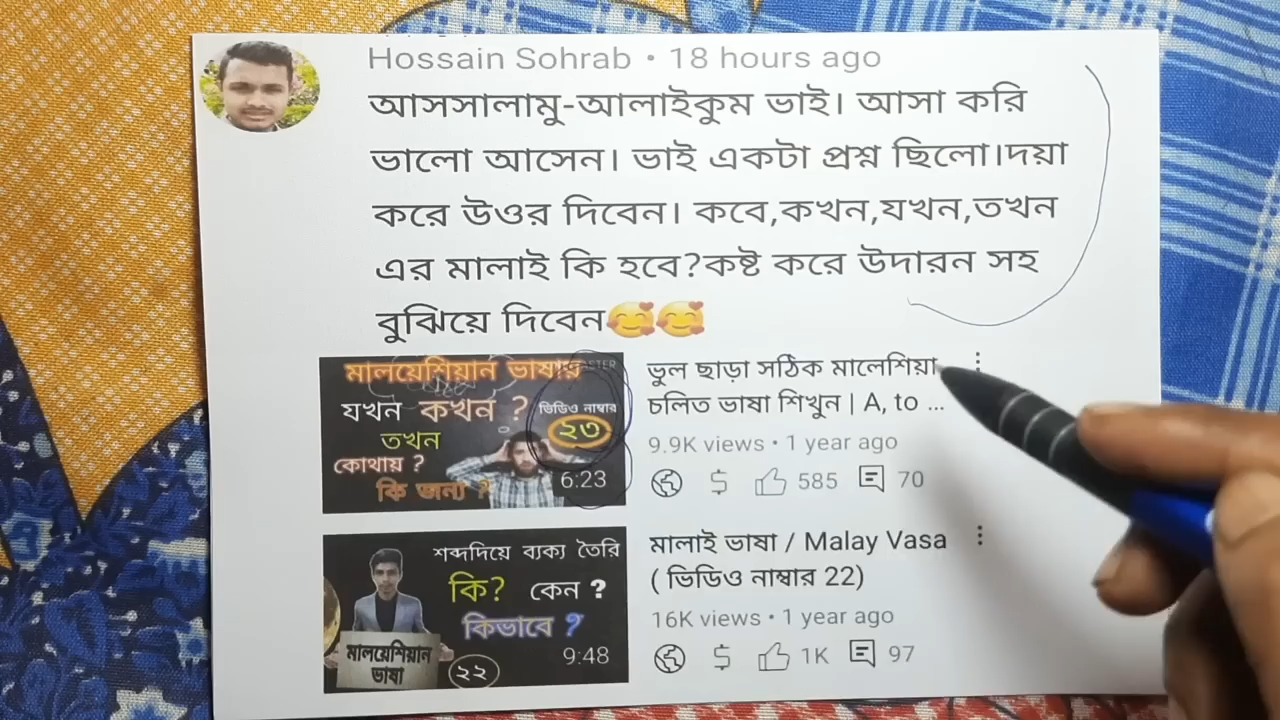 Hossain Sohrab • 18 hours ago
আসসালামু-আলাইকুম ভাই। আসা করি
ভালো আসেন। ভাই একটা প্রশ্ন ছিলো।দয়া
করে উওর দিবেন। কবে,কখন,যখন,তখন
এর মালাই কি হবে?কষ্ট করে উদারন সহ
বুঝিয়ে দিবেন🥰🥰
মালয়েশিয়ান ভাষার
যখন কখন ?
ভিডিও নাম্বার
২৩
তখন
কোথায় ?
কি জন্য ?
6:23
ভুল ছাড়া সঠিক মালেশিয়া
চলিত ভাষা শিখুন | A, to ...
9.9K views • 1 year ago
585 70
শব্দদিয়ে ব্যক্য তৈরি
কি? কেন ?
কিভাবে ?
মালয়েশিয়ান
ভাষা
২২
9:48
মালাই ভাষা / Malay Vasa
( ভিডিও নাম্বার 22)
16K views • 1 year ago
1K 97